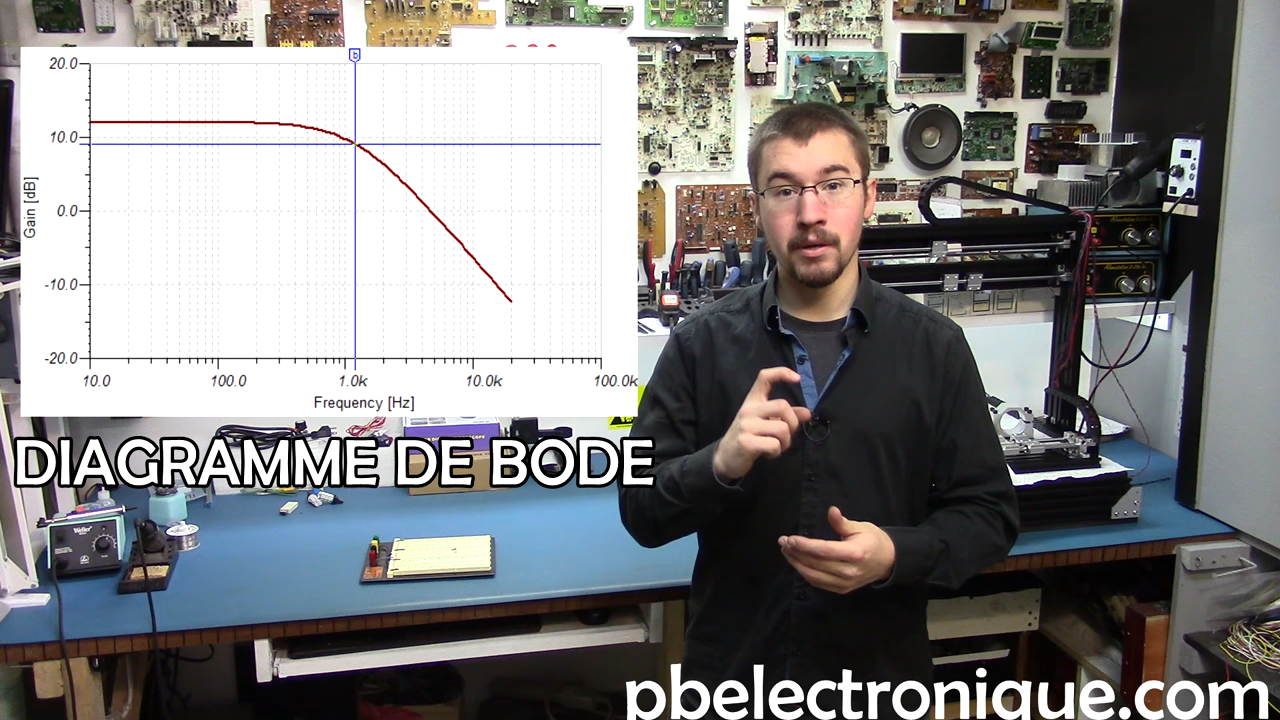 b
20.0
10.0
0.0
-10.0
-20.0
Gain [dB]
10.0 100.0 1.0k 10.0k 100.0k
Frequency [Hz]
DIAGRAMME DE BODE
Weller
pbelectronique.com